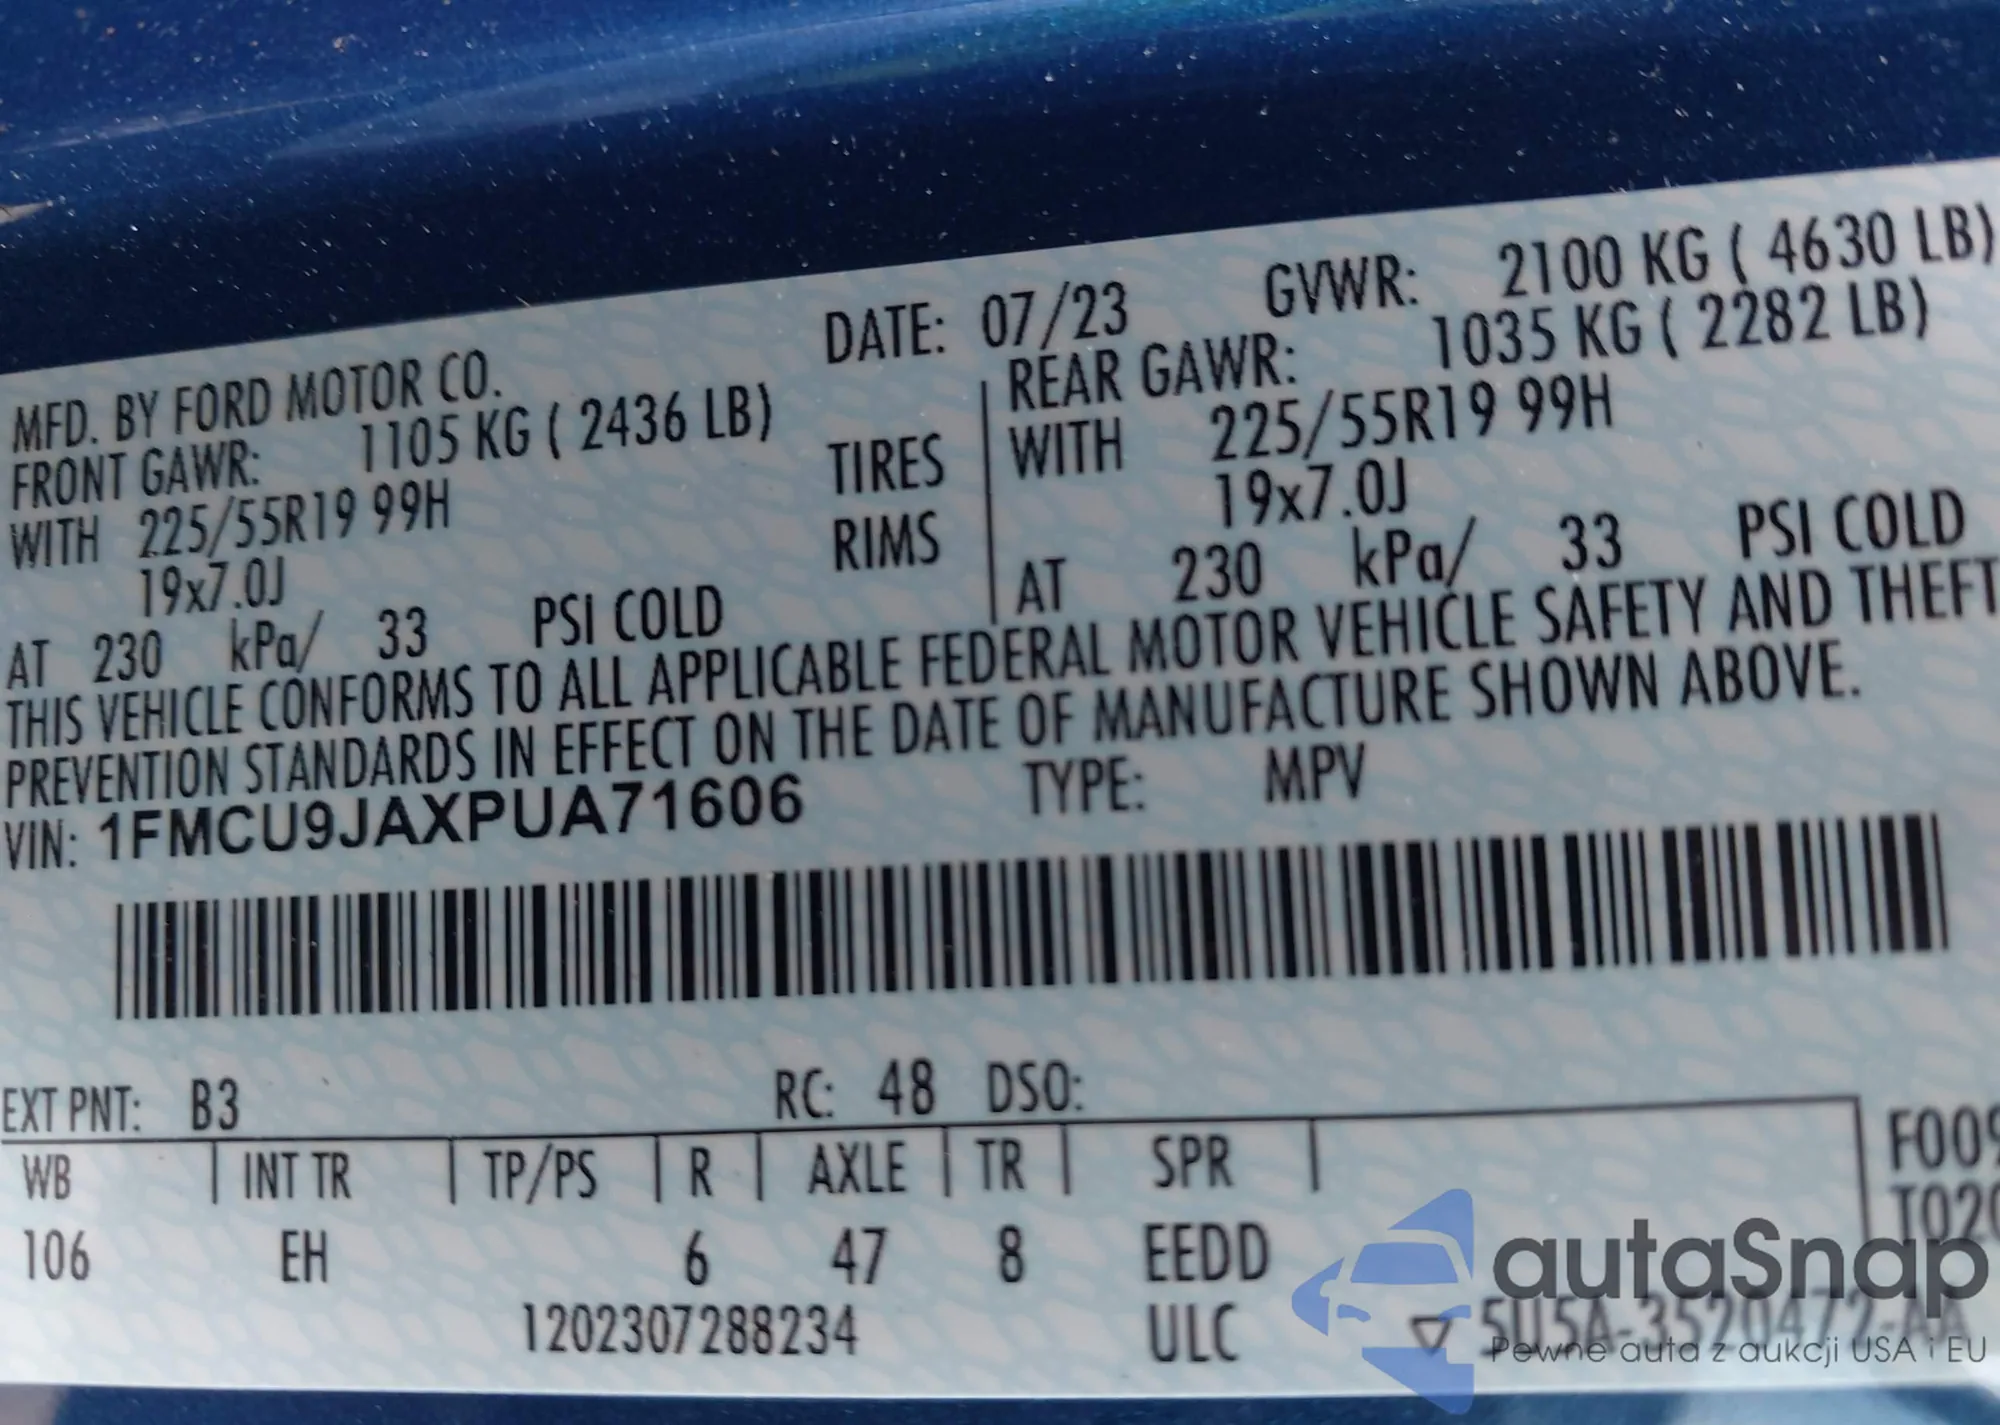 MFD. BY FORD MOTOR CO.
DATE: 07/23
GVWR: 2100 KG ( 4630 LB)
FRONT GAWR: 1105 KG ( 2436 LB)
REAR GAWR: 1035 KG ( 2282 LB)
WITH 225/55R19 99H
TIRES
WITH 225/55R19 99H
19x7.0J
RIMS
19x7.0J
AT 230 kPa/ 33 PSI COLD
AT 230 kPa/ 33 PSI COLD
THIS VEHICLE CONFORMS TO ALL APPLICABLE FEDERAL MOTOR VEHICLE SAFETY AND THEFT
PREVENTION STANDARDS IN EFFECT ON THE DATE OF MANUFACTURE SHOWN ABOVE.
VIN: 1FMCU9JAXPUA71606
TYPE: MPV
EXT PNT: B3 RC: 48 DSO:
WB INT TR TP/PS R AXLE TR SPR
F009
106 EH 6 47 8 EEDD
T020
1202307288234 ULC
5U5A-3520472-AA
autaSnap
Pewne auta z aukcji USA i EU